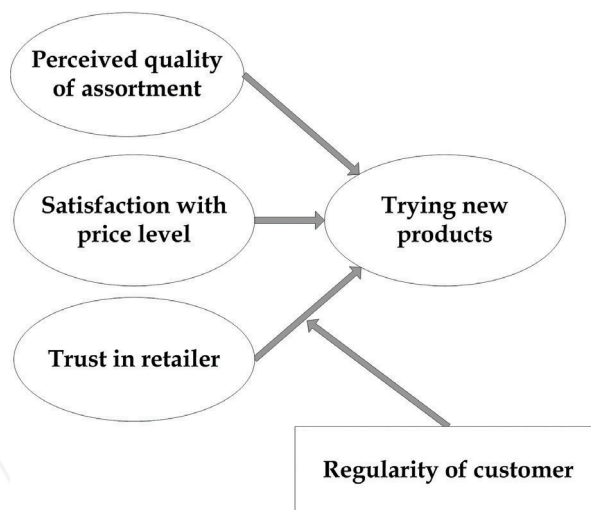 Perceived quality
of assortment
Satisfaction with
price level
Trying new
products
Trust in retailer
Regularity of customer